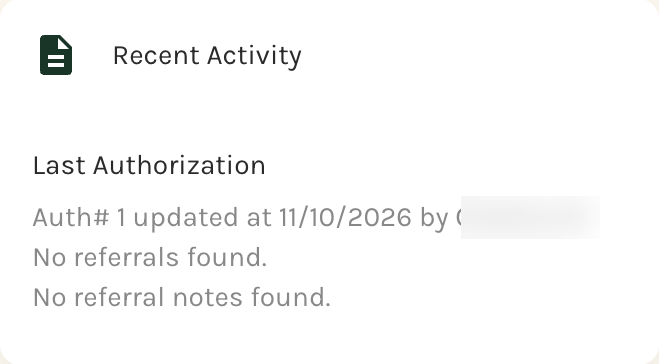 Recent Activity
Last Authorization
Auth# 1 updated at 11/10/2026 by
No referrals found.
No referral notes found.